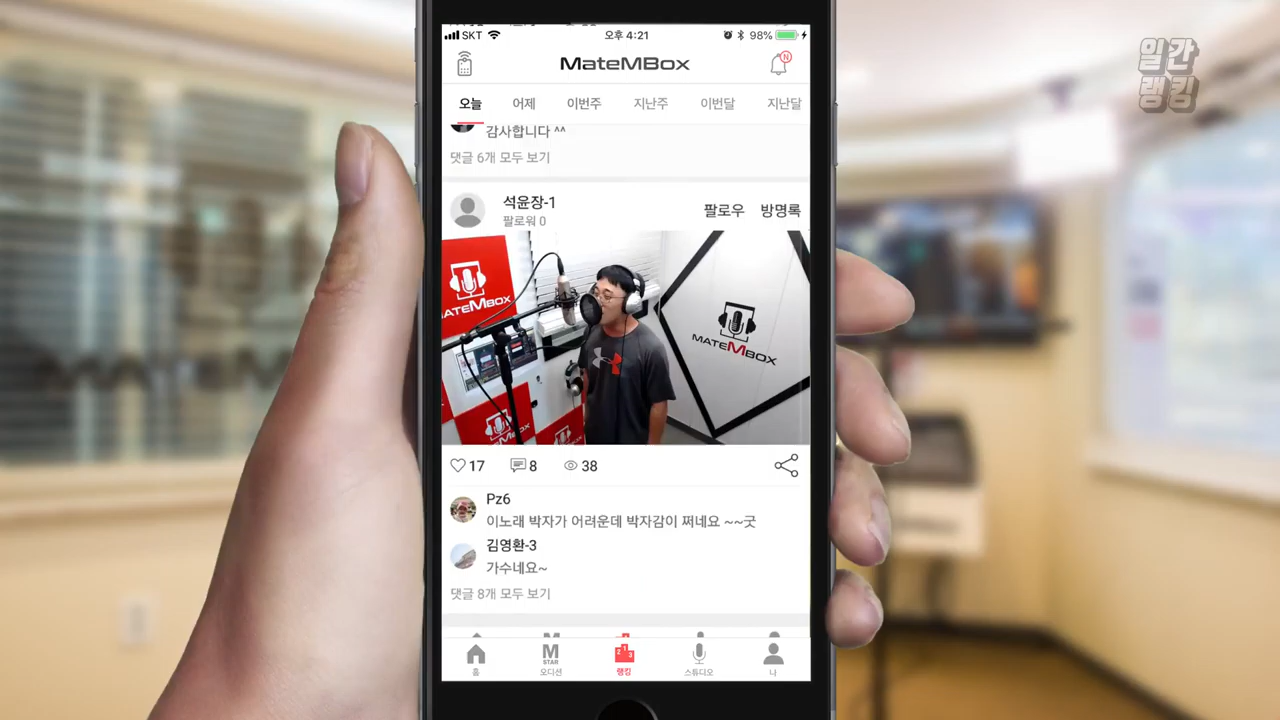 SKT 오후 4:21 98%
MateMBox
N
일간
랭킹
오늘 어제 이번주 지난주 이번달 지난달
감사합니다 ^^
댓글 6개 모두 보기
석윤장-1
팔로워 0
팔로우 방명록
MATEMBOX
MATEMBOX
17 8 38
Pz6
이노래 박자가 어려운데 박자감이 쩌네요 ~~굿
김영환-3
가수네요~
댓글 8개 모두 보기
M
STAR
2 1 3
홈 오디션 랭킹 스튜디오 나